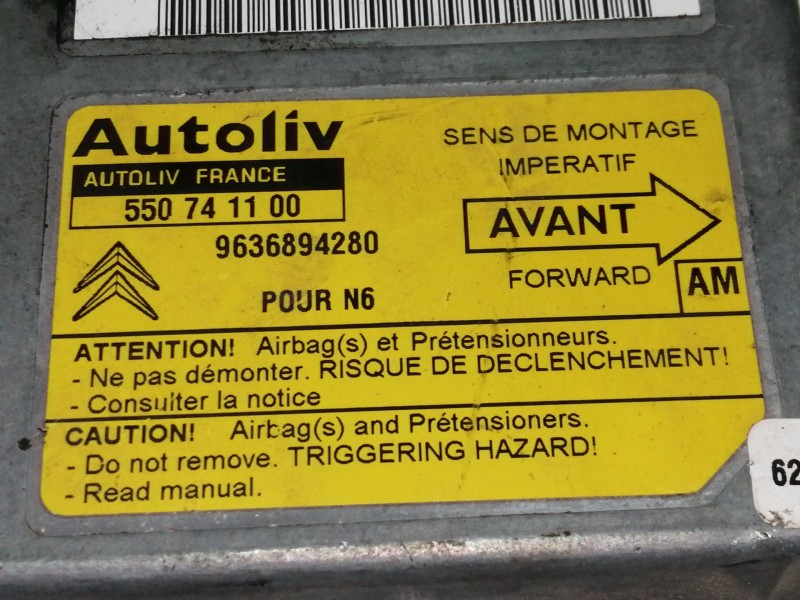 Autoliv
AUTOLIV FRANCE
550 74 11 00
9636894280
POUR N6
SENS DE MONTAGE
IMPERATIF
AVANT
FORWARD
AM
ATTENTION! Airbag(s) et Prétensionneurs.
- Ne pas démonter. RISQUE DE DECLENCHEMENT!
- Consulter la notice
CAUTION! Airbag(s) and Prétensioners.
- Do not remove. TRIGGERING HAZARD!
- Read manual.
62